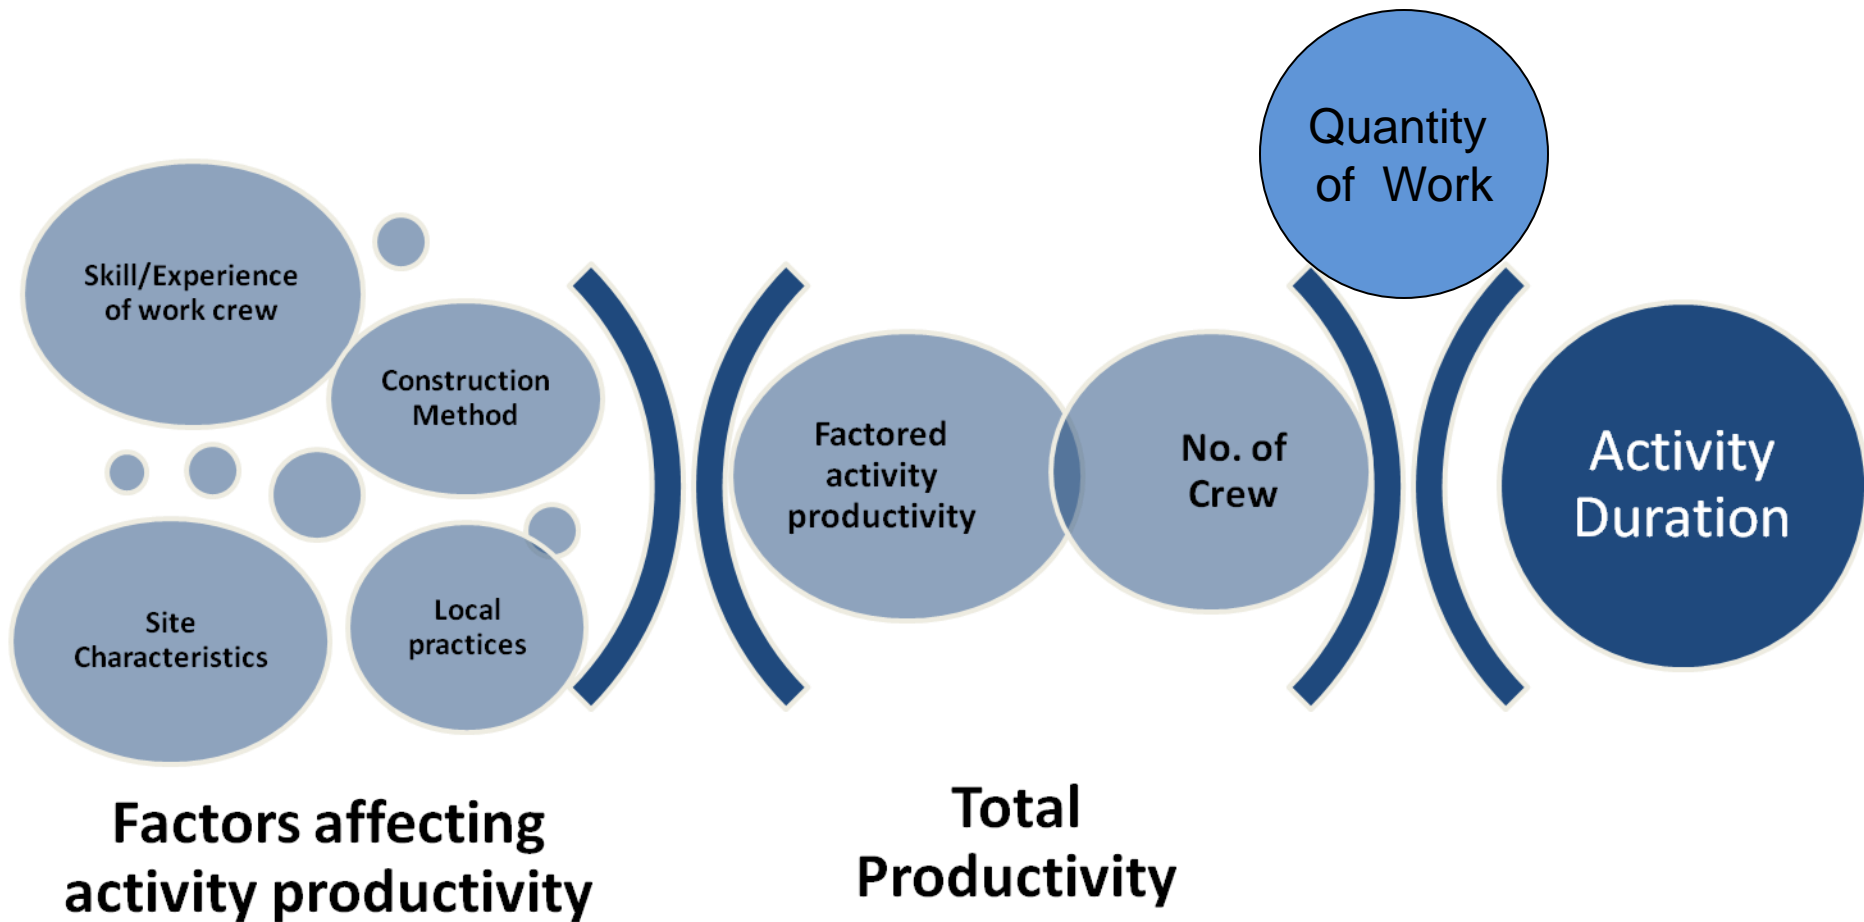 Skill/Experience
of work crew
Construction
Method
Site
Characteristics
Local
practices
Factors affecting
activity productivity
Factored
activity
productivity
No. of
Crew
Total
Productivity
Quantity
of Work
Activity
Duration